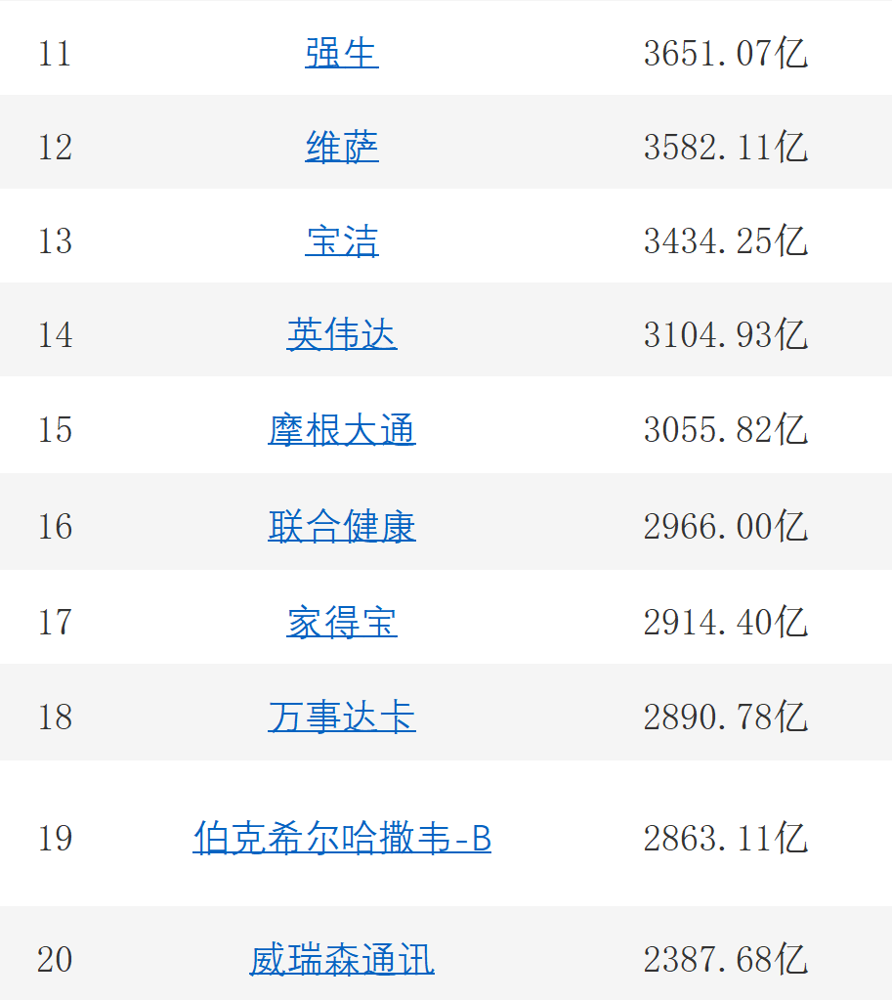 11 强生 3651.07亿
12 维萨 3582.11亿
13 宝洁 3434.25亿
14 英伟达 3104.93亿
15 摩根大通 3055.82亿
16 联合健康 2966.00亿
17 家得宝 2914.40亿
18 万事达卡 2890.78亿
19 伯克希尔哈撒韦-B 2863.11亿
20 威瑞森通讯 2387.68亿